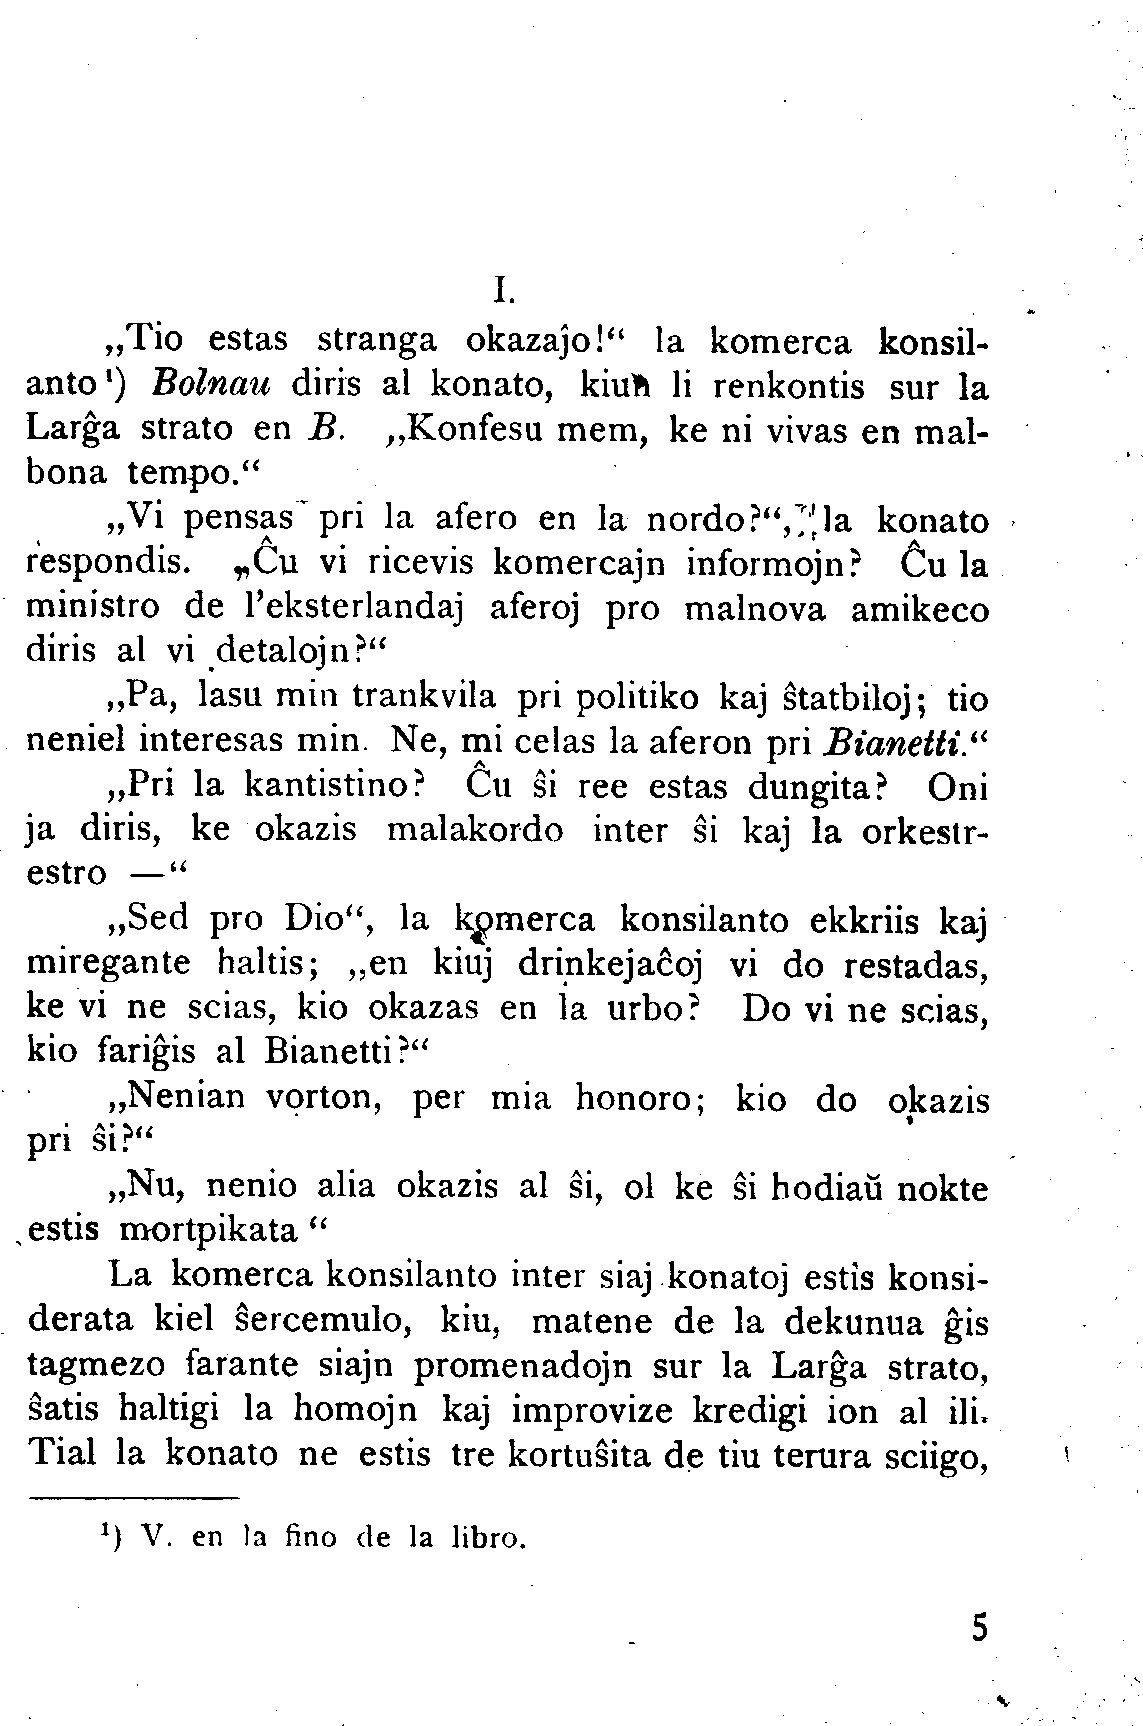 I.
„Tio estas stranga okazaĵo!“ la komerca konsil-
anto¹) Bolnau diris al konato, kiun li renkontis sur la
Larĝa strato en B. „Konfesu mem, ke ni vivas en mal-
bona tempo.“
„Vi pensas pri la afero en la nordo?“, la konato
respondis. „Ĉu vi ricevis komercajn informojn? Ĉu la
ministro de l’eksterlandaj aferoj pro malnova amikeco
diris al vi detalojn?“
„Pa, lasu min trankvila pri politiko kaj ŝtatbiloj; tio
neniel interesas min. Ne, mi celas la aferon pri Bianetti.“
„Pri la kantistino? Ĉu ŝi ree estas dungita? Oni
ja diris, ke okazis malakordo inter ŝi kaj la orkestr-
estro —“
„Sed pro Dio“, la komerca konsilanto ekkriis kaj
miregante haltis; „en kiuj drinkejaĉoj vi do restadas,
ke vi ne scias, kio okazas en la urbo? Do vi ne scias,
kio fariĝis al Bianetti?“
„Nenian vorton, per mia honoro; kio do okazis
pri ŝi?“
„Nu, nenio alia okazis al ŝi, ol ke ŝi hodiaŭ nokte
estis mortpikata “
La komerca konsilanto inter siaj konatoj estis konsi-
derata kiel ŝercemulo, kiu, matene de la dekunua ĝis
tagmezo farante siajn promenadojn sur la Larĝa strato,
ŝatis haltigi la homojn kaj improvize kredigi ion al ili.
Tial la konato ne estis tre kortuŝita de tiu terura sciigo,
¹) V. en la fino de la libro.
5